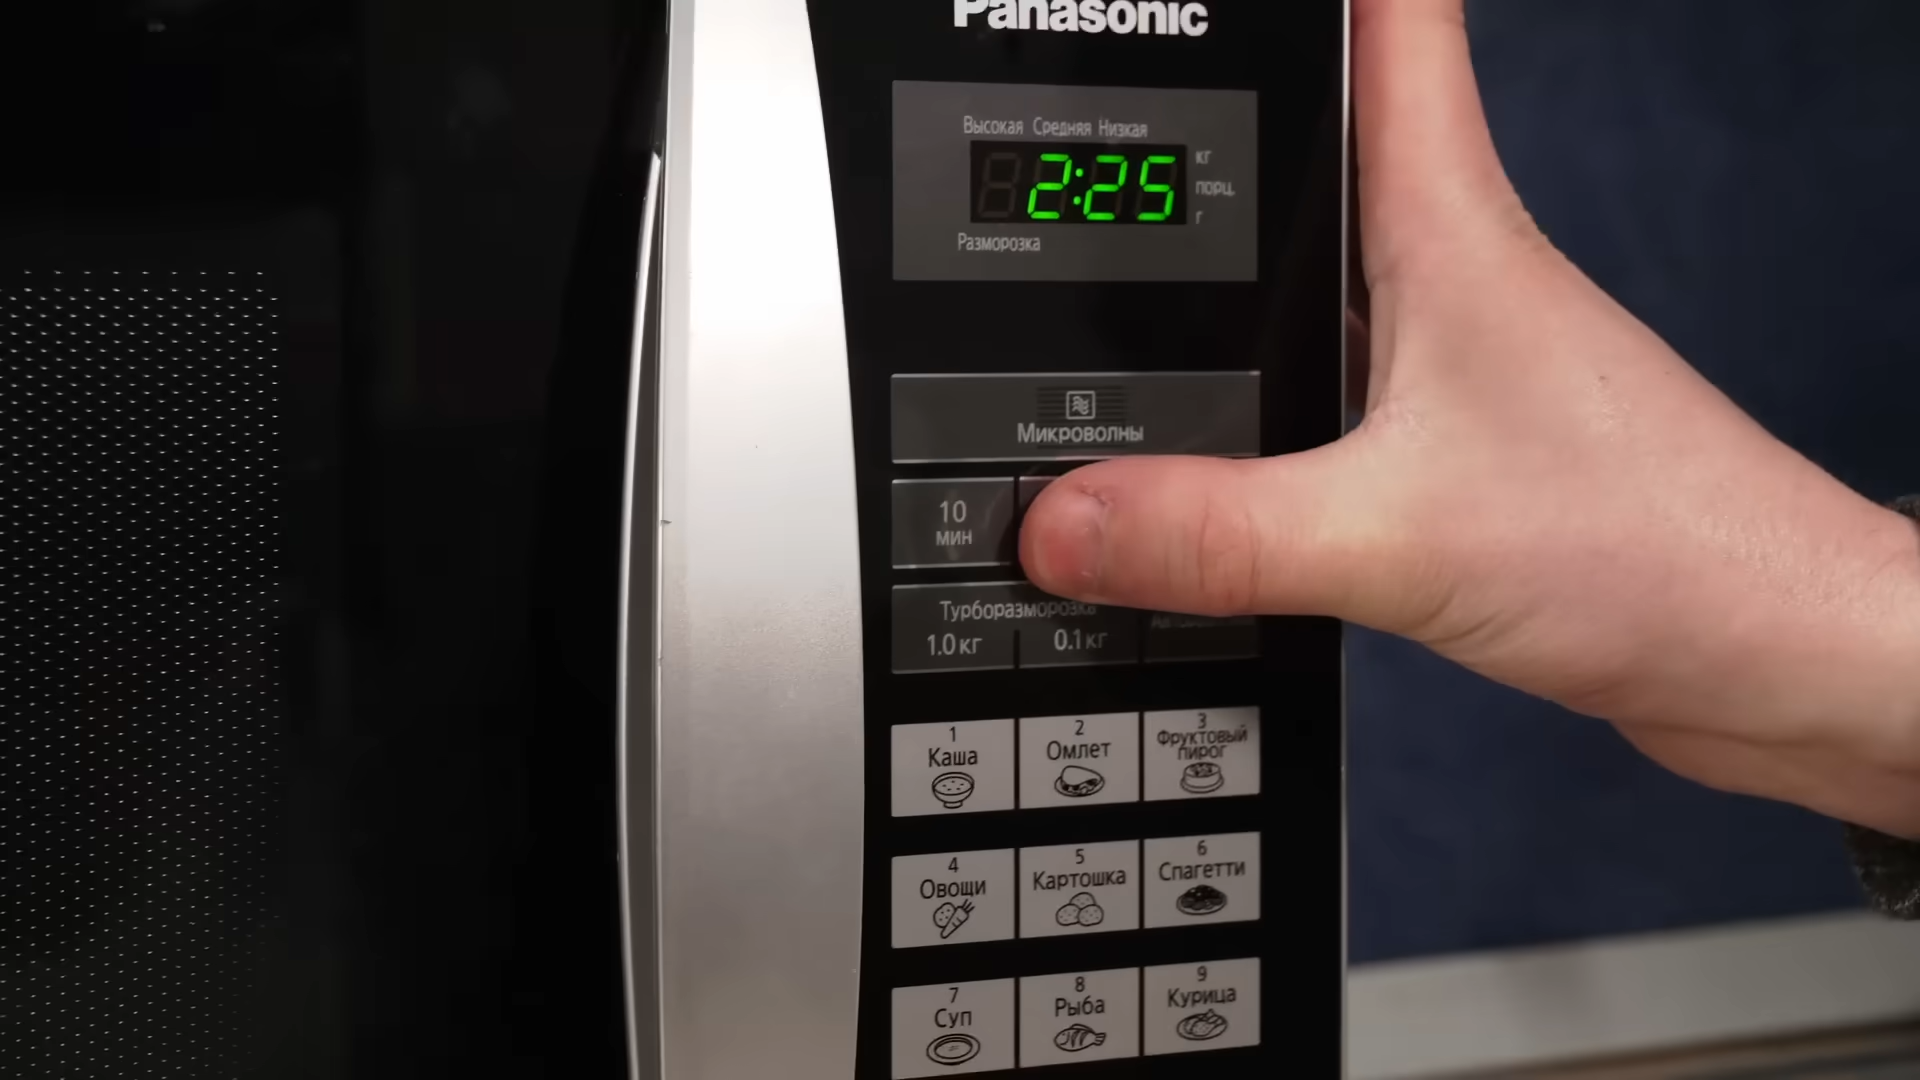 Panasonic
Высокая Средняя Низкая
2:25
кг
порц.
г
Разморозка
Микроволны
10
мин
Турборазморозка
1.0 кг
0.1 кг
1
Каша
2
Омлет
3
Фруктовый
пирог
4
Овощи
5
Картошка
6
Спагетти
7
Суп
8
Рыба
9
Курица